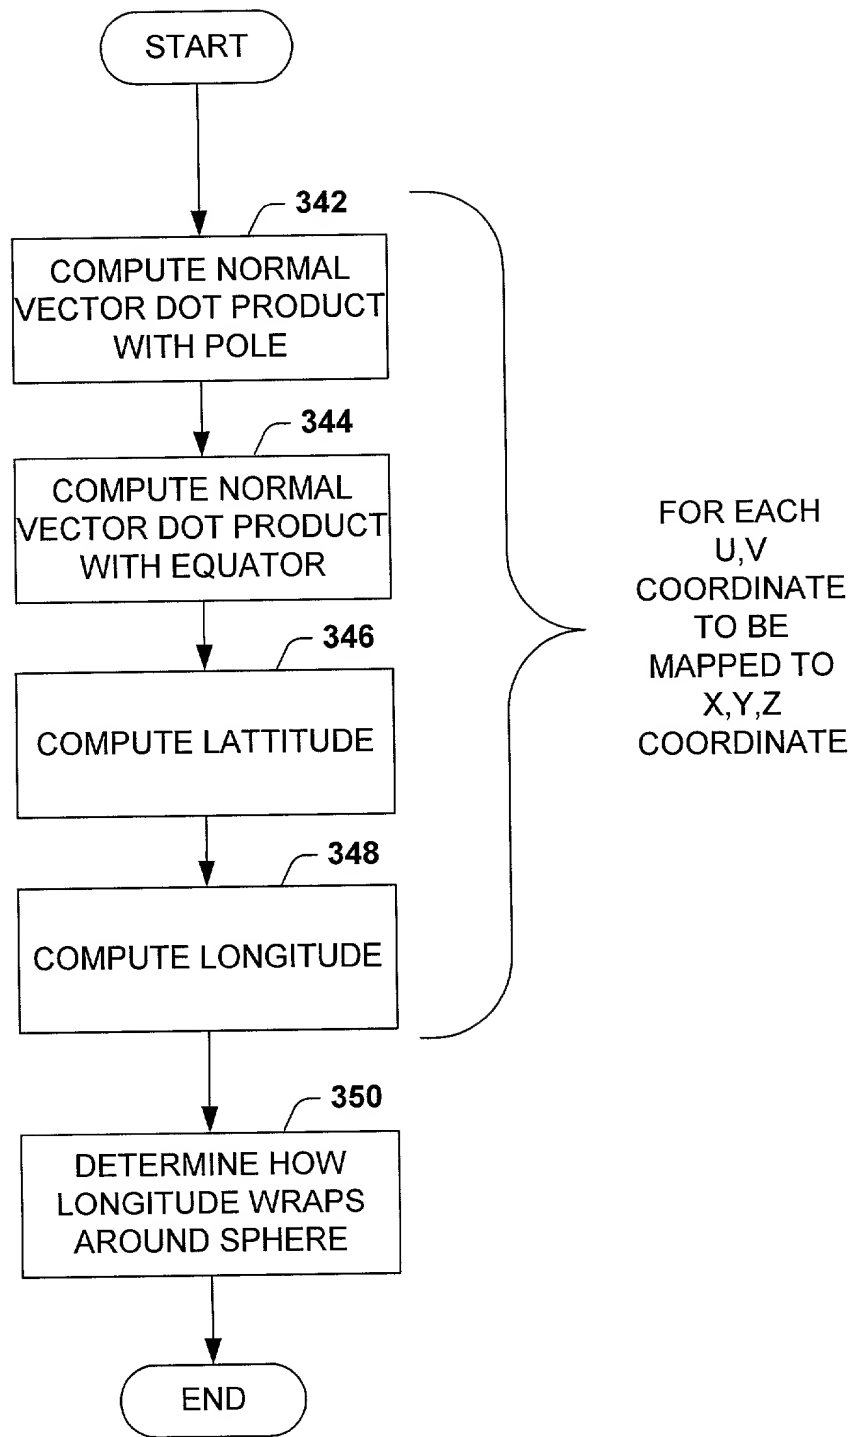 START
342
COMPUTE NORMAL
VECTOR DOT PRODUCT
WITH POLE
344
COMPUTE NORMAL
VECTOR DOT PRODUCT
WITH EQUATOR
346
COMPUTE LATTITUDE
348
COMPUTE LONGITUDE
FOR EACH
U,V
COORDINATE
TO BE
MAPPED TO
X,Y,Z
COORDINATE
350
DETERMINE HOW
LONGITUDE WRAPS
AROUND SPHERE
END